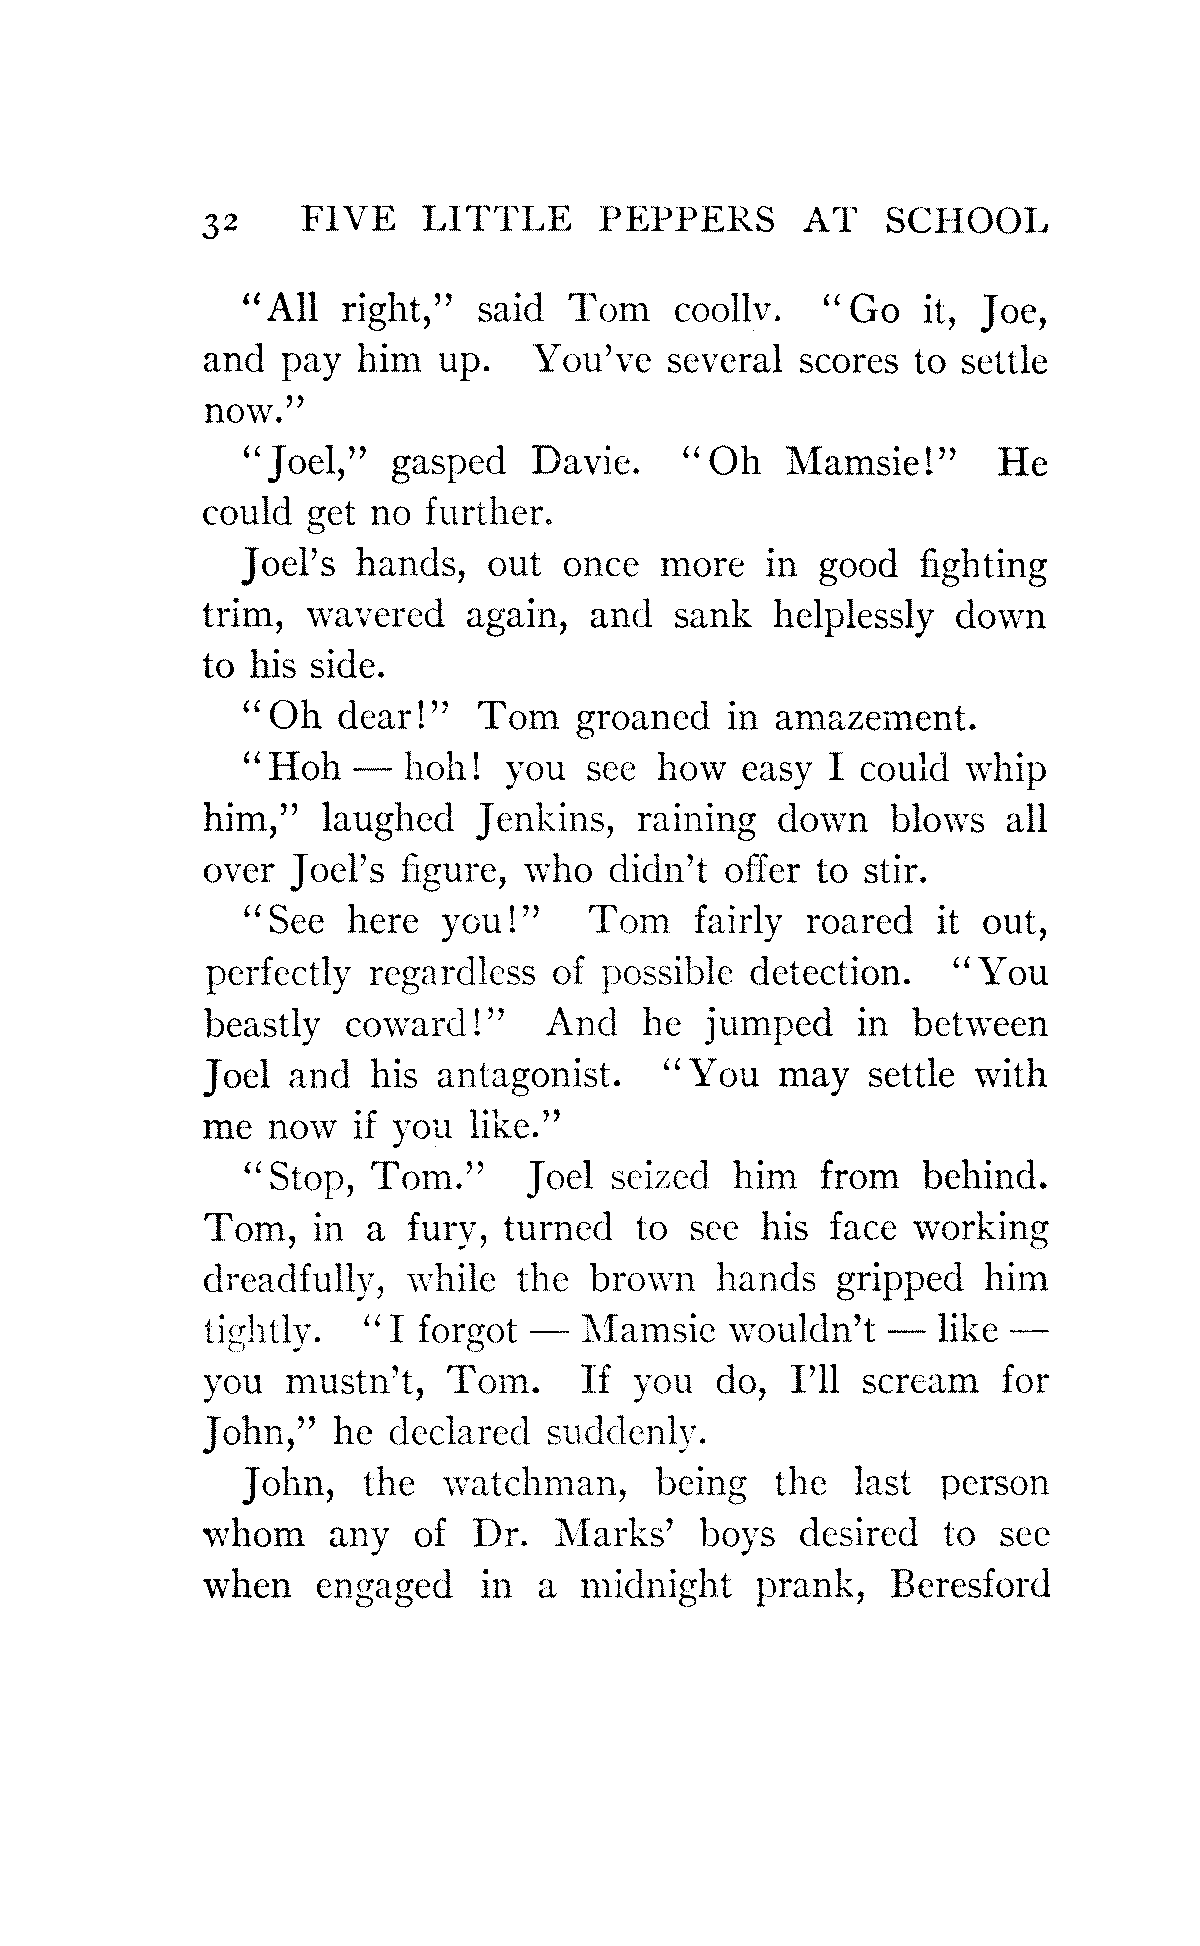 32 FIVE LITTLE PEPPERS AT SCHOOL
"All right," said Tom coolly. "Go it, Joe,
and pay him up. You've several scores to settle
now."
"Joel," gasped Davie. "Oh Mamsie!" He
could get no further.
Joel's hands, out once more in good fighting
trim, wavered again, and sank helplessly down
to his side.
"Oh dear!" Tom groaned in amazement.
"Hoh — hoh! you see how easy I could whip
him," laughed Jenkins, raining down blows all
over Joel's figure, who didn't offer to stir.
"See here you!" Tom fairly roared it out,
perfectly regardless of possible detection. "You
beastly coward!" And he jumped in between
Joel and his antagonist. "You may settle with
me now if you like."
"Stop, Tom." Joel seized him from behind.
Tom, in a fury, turned to see his face working
dreadfully, while the brown hands gripped him
tightly. "I forgot — Mamsie wouldn't — like —
you mustn't, Tom. If you do, I'll scream for
John," he declared suddenly.
John, the watchman, being the last person
whom any of Dr. Marks' boys desired to see
when engaged in a midnight prank, Beresford